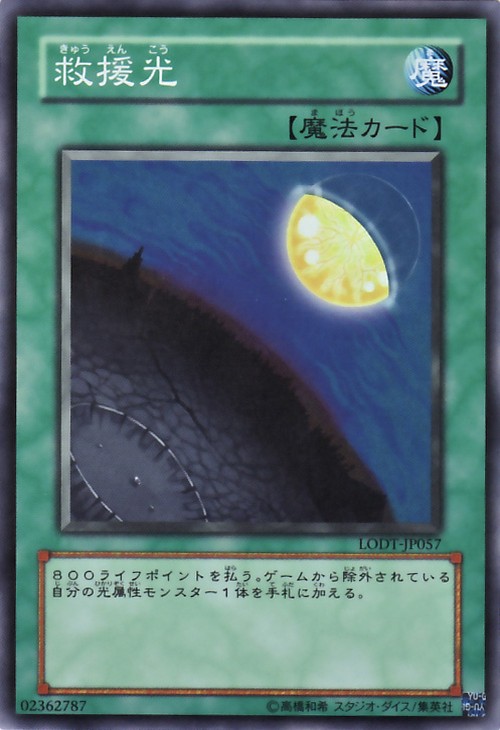 きゅう えん こう
救援光
魔
まほう
【魔法カード】
LODT-JP057
８００ライフポイントを払う。ゲームから除外されている
自分の光属性モンスター１体を手札に加える。
02362787
©高橋和希 スタジオ・ダイス/集英社